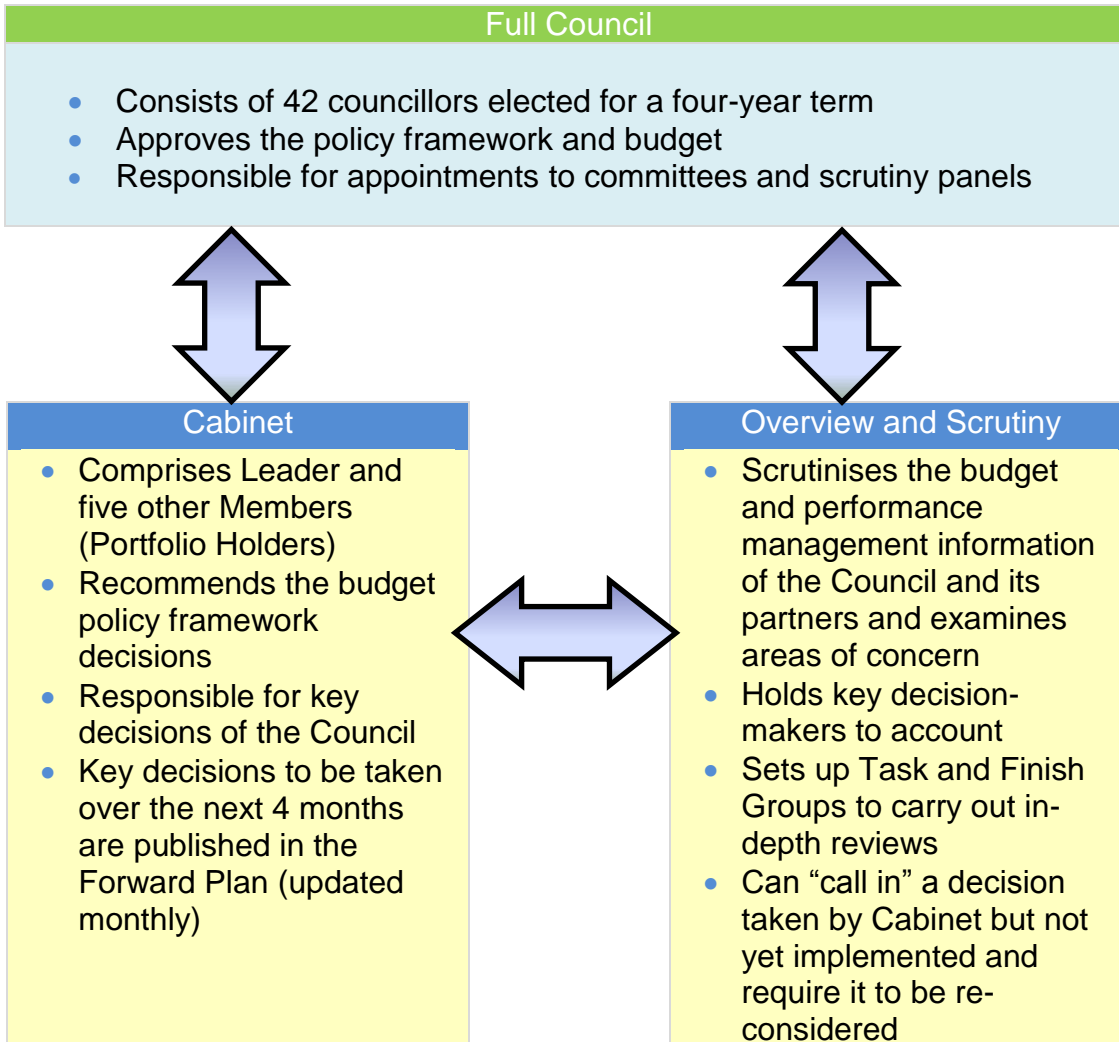 Full Council
• Consists of 42 councillors elected for a four-year term
• Approves the policy framework and budget
• Responsible for appointments to committees and scrutiny panels
Cabinet
• Comprises Leader and
five other Members
(Portfolio Holders)
• Recommends the budget
policy framework
decisions
• Responsible for key
decisions of the Council
• Key decisions to be taken
over the next 4 months
are published in the
Forward Plan (updated
monthly)
Overview and Scrutiny
• Scrutinises the budget
and performance
management information
of the Council and its
partners and examines
areas of concern
• Holds key decision-
makers to account
• Sets up Task and Finish
Groups to carry out in-
depth reviews
• Can “call in” a decision
taken by Cabinet but not
yet implemented and
require it to be re-
considered